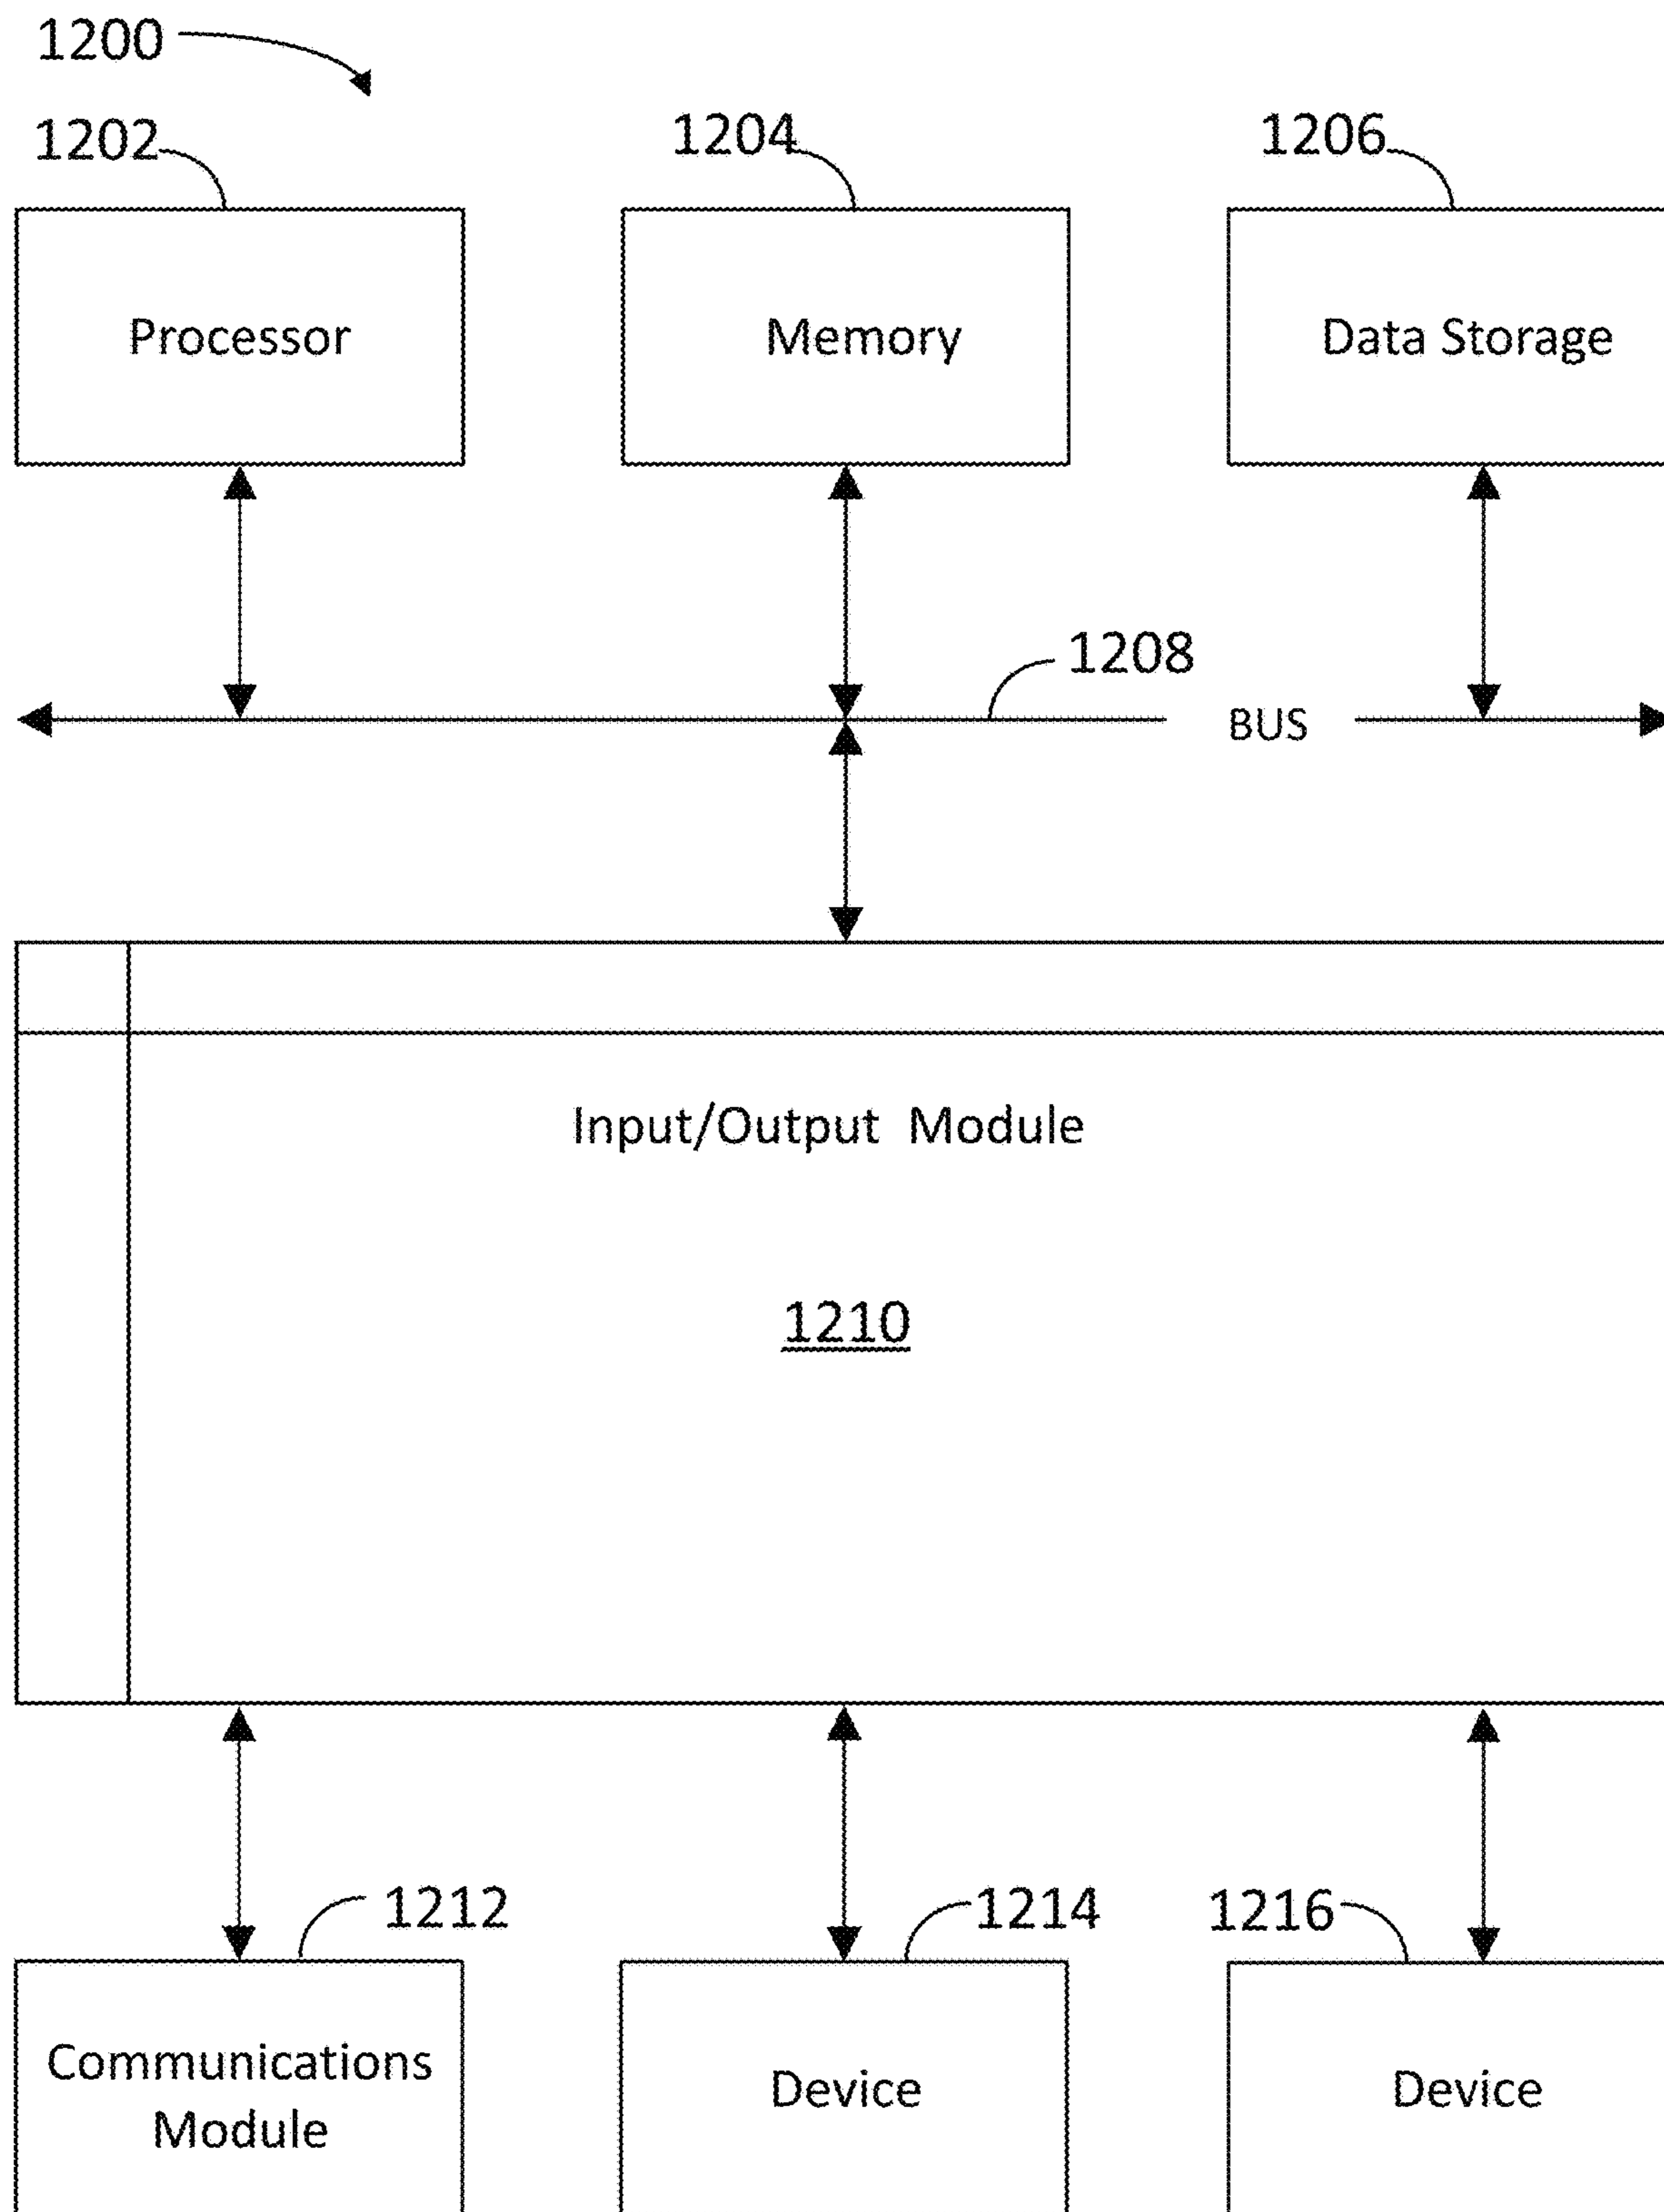 1200
1202
1204
1206
Processor
Memory
Data Storage
1208
BUS
Input/Output Module
1210
1212
1214
1216
Communications
Module
Device
Device